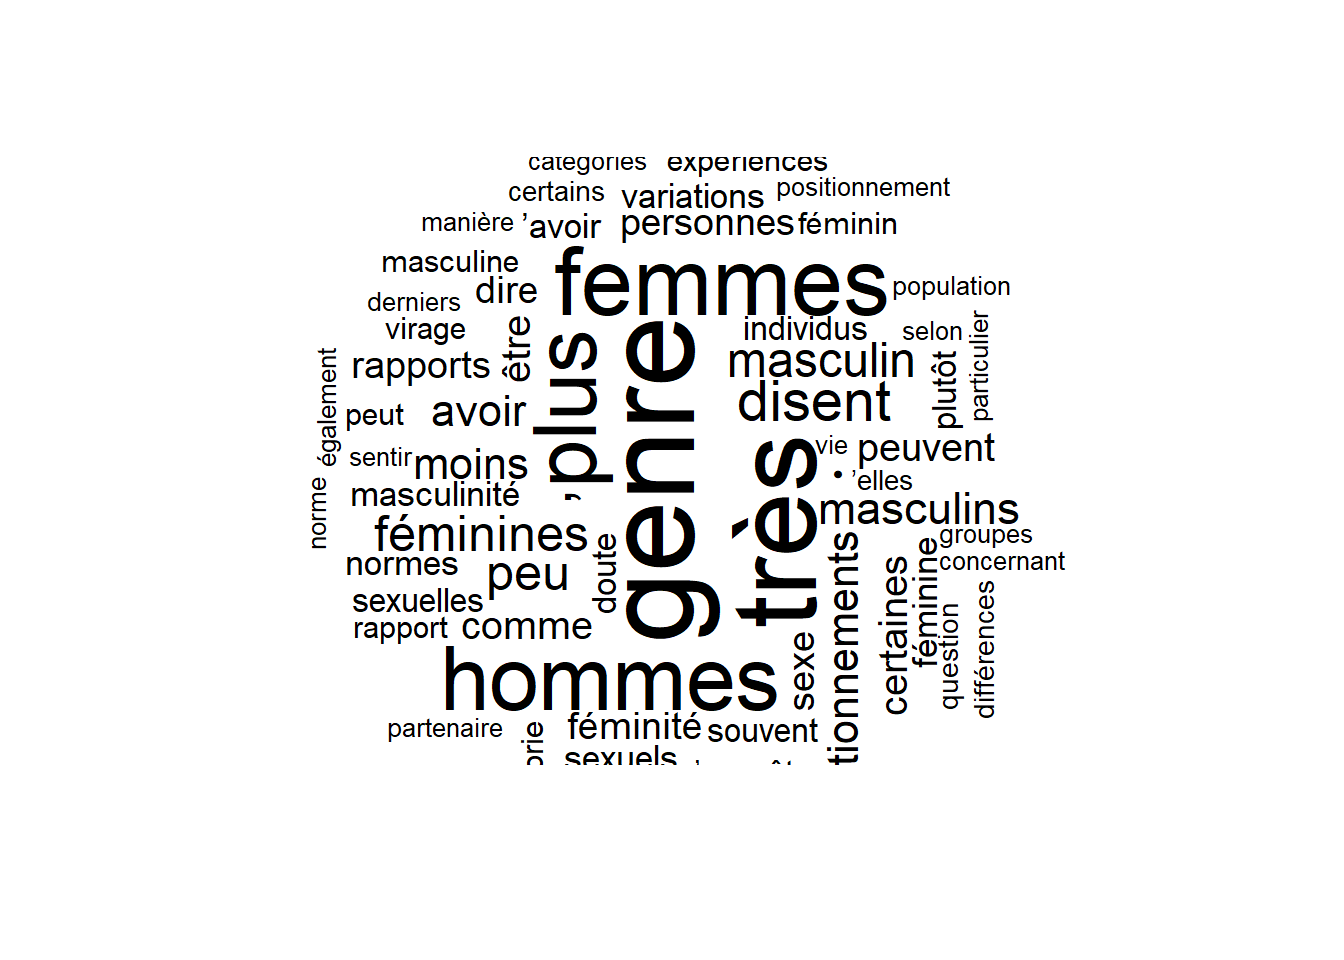 catégories
expériences
certains
variations
positionnement
manière
’avoir
personnes
féminin
masculine
femmes
dire
population
derniers
virage
être
’plus
genre
individus
selon
particulier
rapports
masculin
plutôt
également
peut
avoir
disent
très
vie
peuvent
sentir
moins
•
’elles
masculinité
norme
masculins
féminines
doute
tionnements
certaines
féminine
groupes
normes
peu
concernant
sexuelles
question
différences
rapport
comme
hommes
sexe
partenaire
orie
féminité
souvent
sexuels